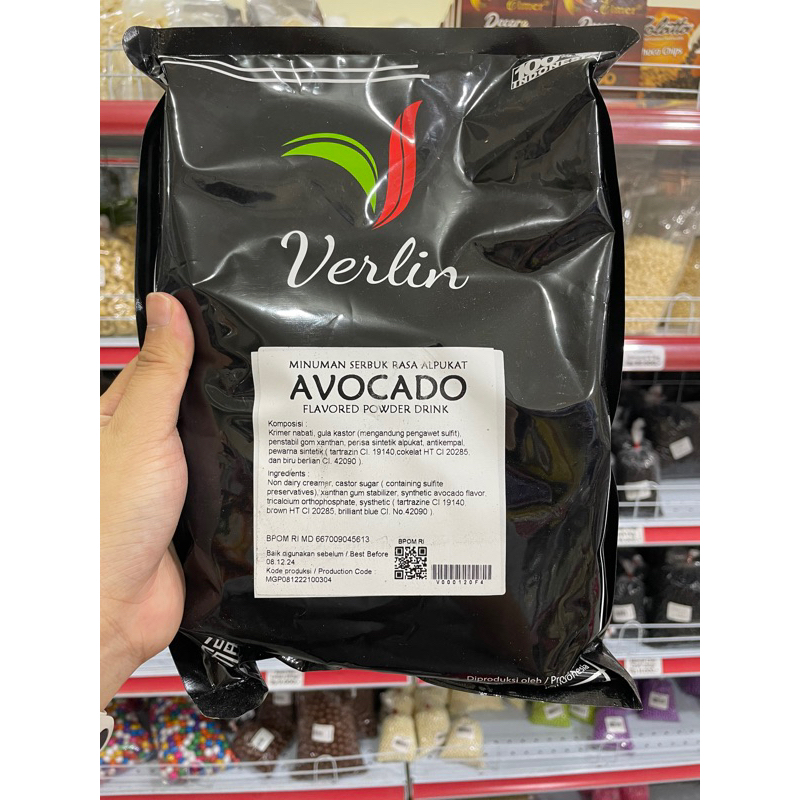 100%
INDONESIA
Verlin
MINUMAN SERBUK RASA ALPUKAT
AVOCADO
FLAVORED POWDER DRINK
Komposisi :
Krimer nabati, gula kastor (mengandung pengawet sulfit),
penstabil gom xanthan, perisa sintetik alpukat, antikempal,
pewarna sintetik ( tartrazin CI. 19140,cokelat HT CI 20285,
dan biru berlian CI. 42090 ).
Ingredients :
Non dairy creamer, castor sugar ( containing sulfite
preservatives), xanthan gum stabilizer, synthetic avocado flavor,
tricalcium orthophosphate, systhetic ( tartazine CI 19140,
brown HT CI 20285, brilliant blue CI. No.42090 )
BPOM RI MD 667009045613
BPOM RI
Baik digunakan sebelum / Best Before
08.12.24
Kode produksi / Production Code :
MGP081222100304
V000120F4
Diproduksi oleh /